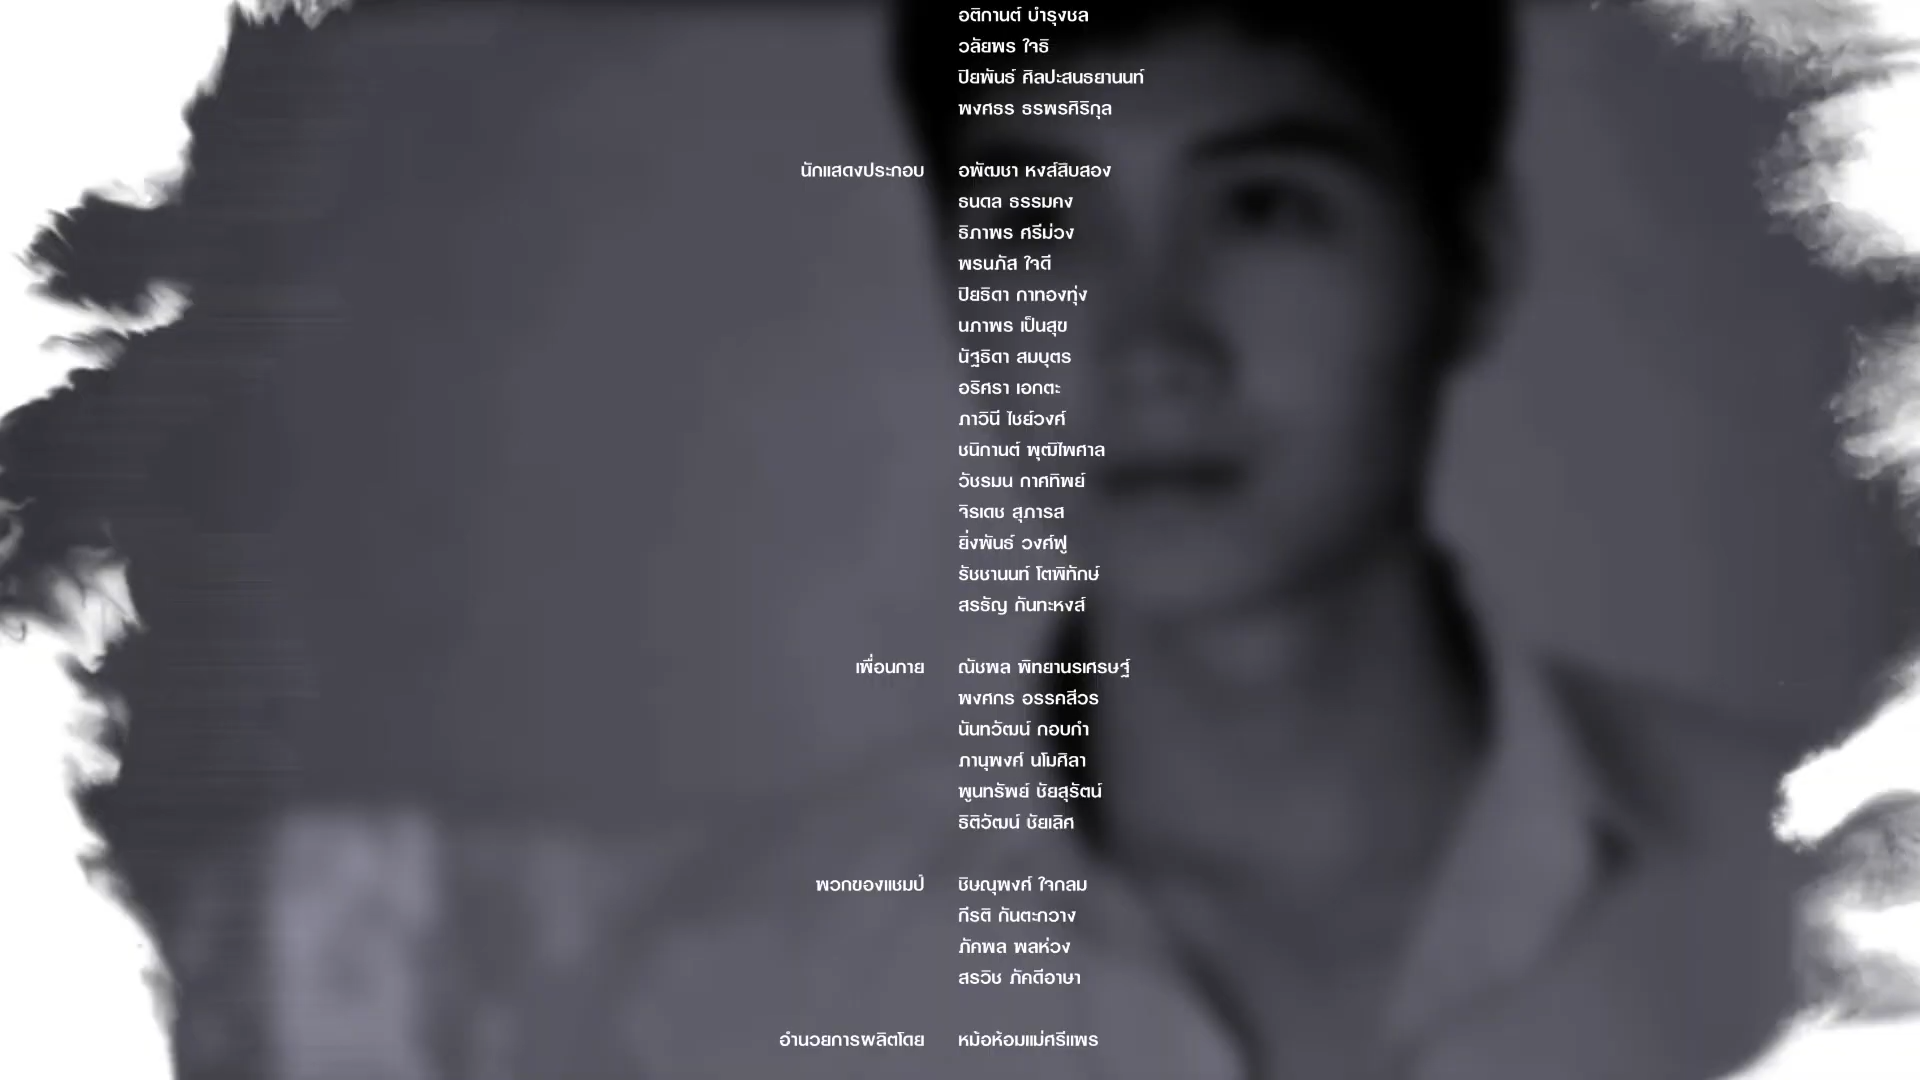 อติกานต์ บำรุงชล
วลัยพร ใจธิ
ปิยพันธ์ ศิลปะสนธยานนท์
พงศธร ธรพรศิริกุล
นักแสดงประกอบ อพัฒชา หงส์สิบสอง
ธนดล ธรรมคง
ธิภาพร ศรีม่วง
พรนภัส ใจดี
ปิยธิดา กาทองทุ่ง
นภาพร เป็นสุข
นัฐธิดา สมบุตร
อริศรา เอกตะ
ภาวินี ไชย์วงศ์
ชนิกานต์ พุฒิไพศาล
วัชรมน กาศทิพย์
จิรเดช สุภารส
ยิ่งพันธ์ วงศ์ฟู
รัชชานนท์ โตพิทักษ์
สรธัญ กันทะหงส์
เพื่อนกาย ณัชพล พิทยานรเศรษฐ์
พงศกร อรรคสีวร
นันทวัฒน์ กอบกำ
ภานุพงศ์ นโมศิลา
พูนทรัพย์ ชัยสุรัตน์
ธิติวัฒน์ ชัยเลิศ
พวกของแชมป์ ชิษณุพงศ์ ใจกลม
กีรติ กันตะกวาง
ภัคพล พลห่วง
สรวิช ภัคดีอาษา
อำนวยการผลิตโดย หม้อห้อมแม่ศรีแพร